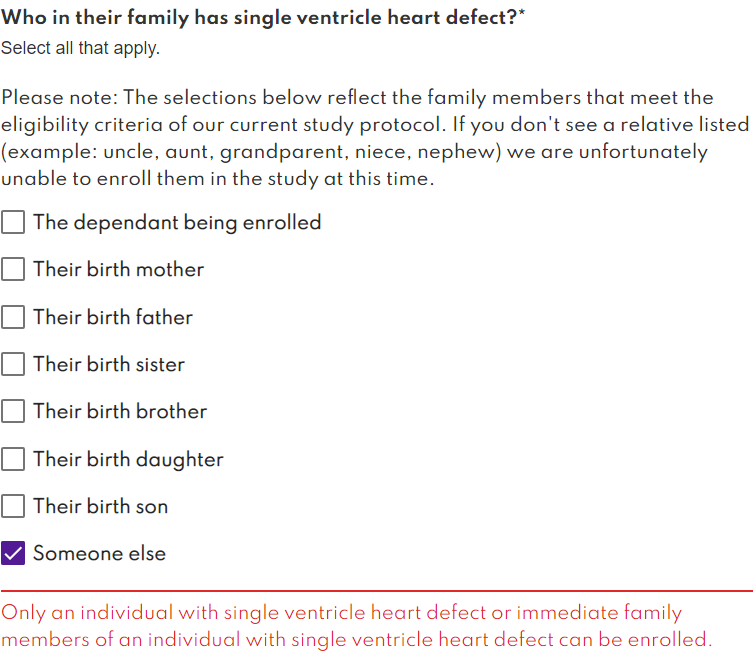 Who in their family has single ventricle heart defect?*
Select all that apply.
Please note: The selections below reflect the family members that meet the
eligibility criteria of our current study protocol. If you don't see a relative listed
(example: uncle, aunt, grandparent, niece, nephew) we are unfortunately
unable to enroll them in the study at this time.
The dependant being enrolled
Their birth mother
Their birth father
Their birth sister
Their birth brother
Their birth daughter
Their birth son
Someone else
Only an individual with single ventricle heart defect or immediate family
members of an individual with single ventricle heart defect can be enrolled.